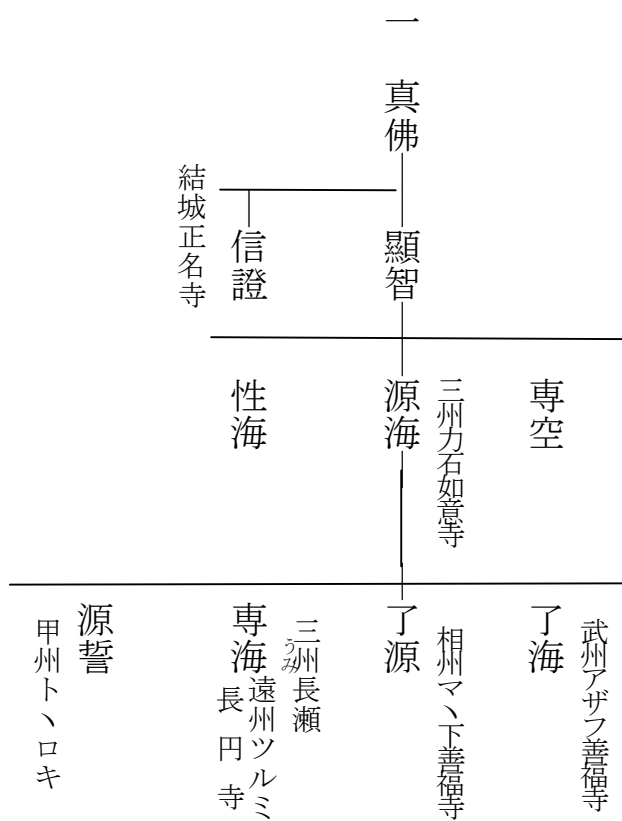 一 真佛
顯智
信證
結城正名寺
専空
三州力石如意寺
源海
性海
武州アザフ善福寺
了海
相州マヽ下善福寺
了源
三州長瀬
うみ
専海
遠州ツルミ
長円寺
源誓
甲州トヽロキ